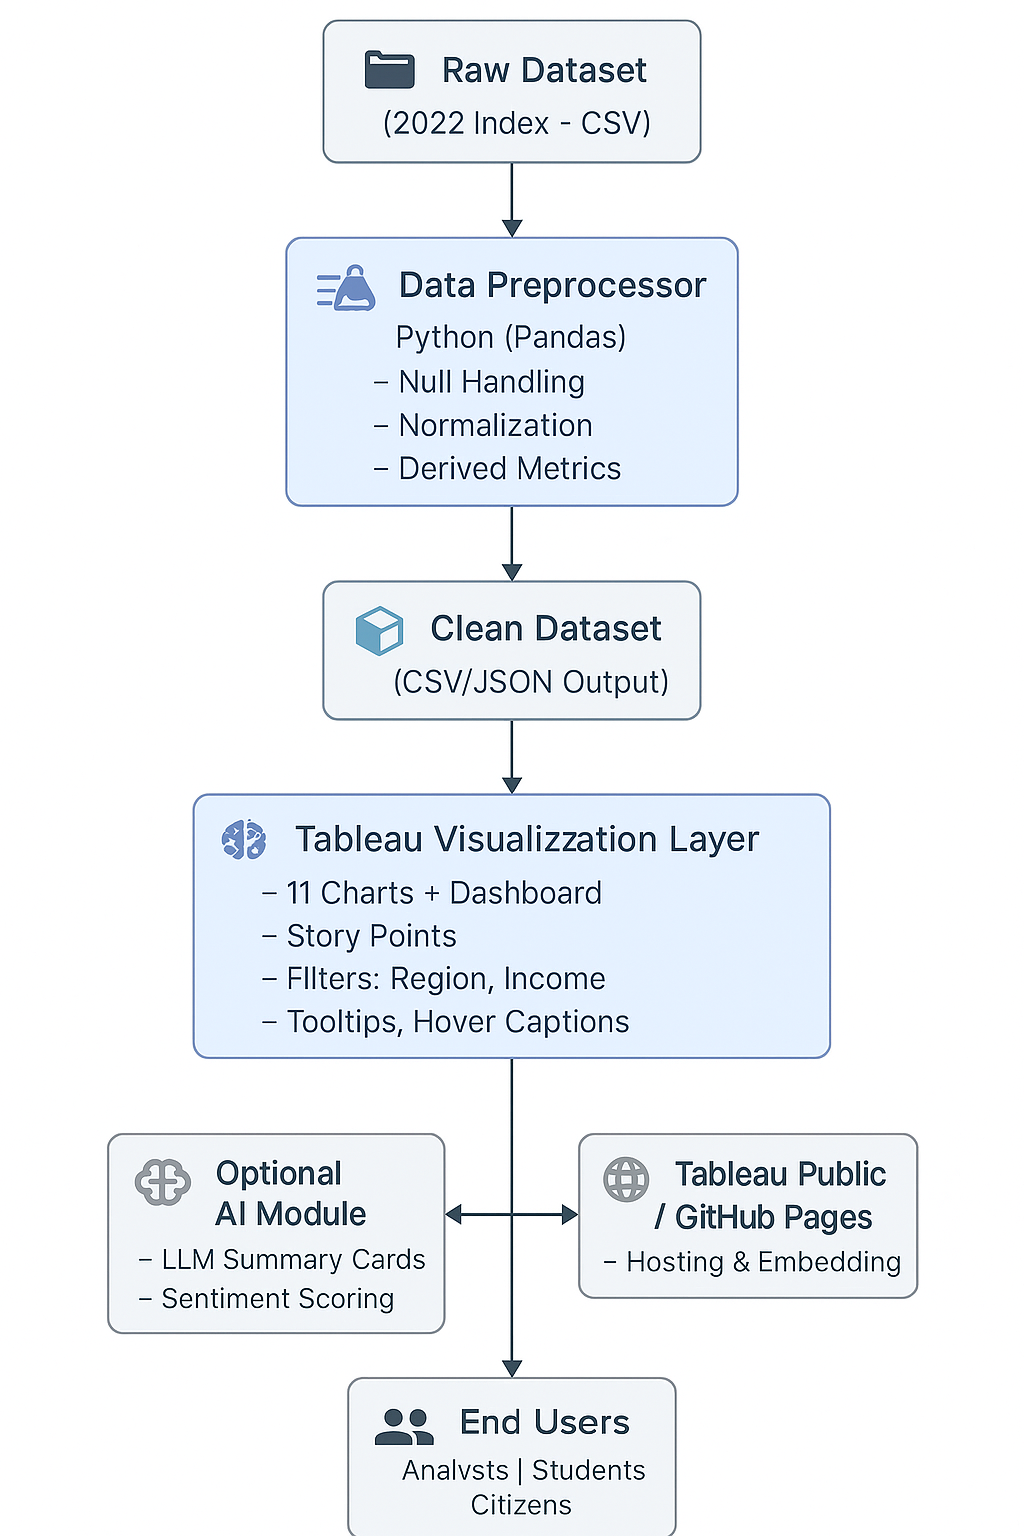 Raw Dataset
(2022 Index - CSV)
Data Preprocessor
Python (Pandas)
– Null Handling
– Normalization
– Derived Metrics
Clean Dataset
(CSV/JSON Output)
Tableau Visualizzation Layer
– 11 Charts + Dashboard
– Story Points
– FIlters: Region, Income
– Tooltips, Hover Captions
Optional
AI Module
– LLM Summary Cards
– Sentiment Scoring
Tableau Public
/ GitHub Pages
– Hosting & Embedding
End Users
Analvsts | Students
Citizens